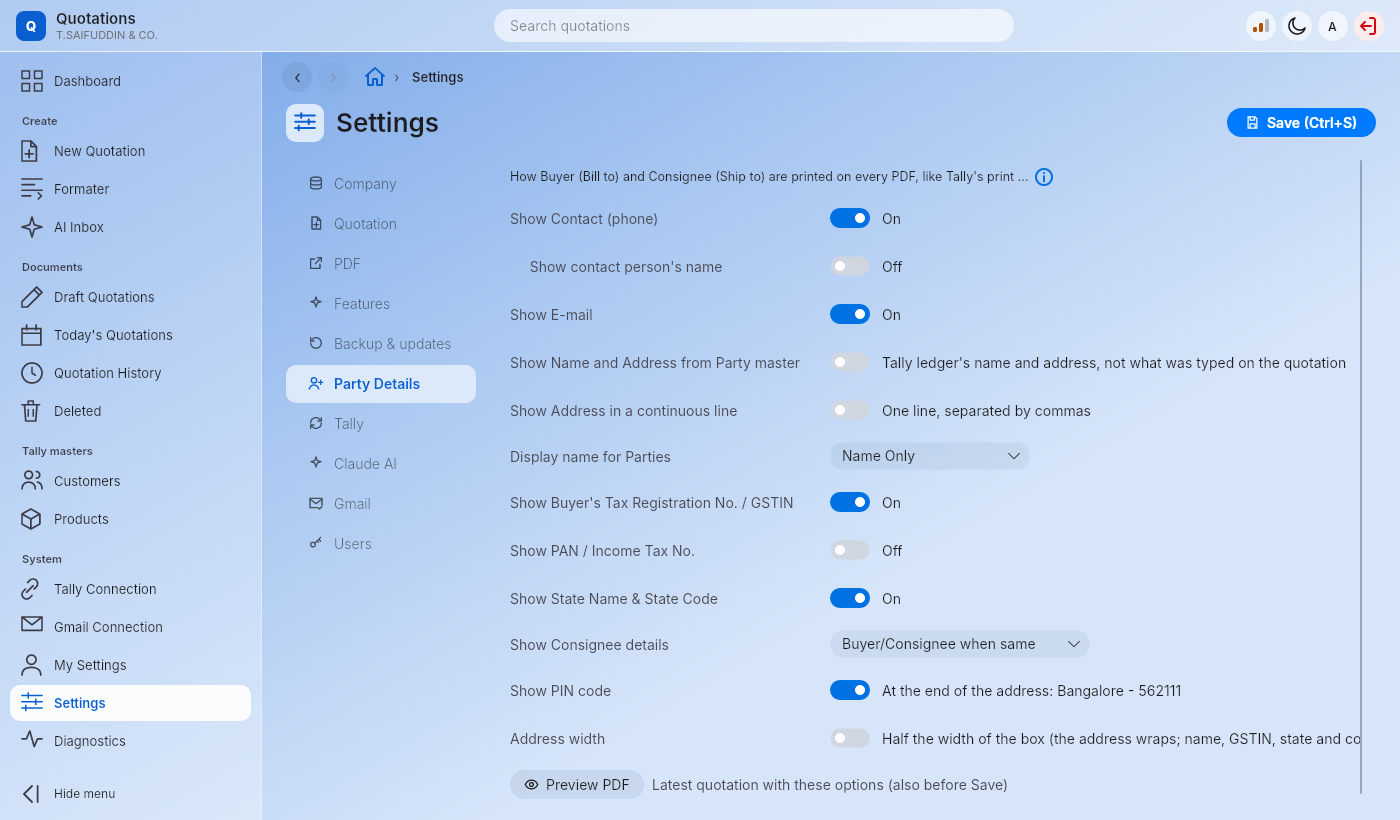 Q
Quotations
T.SAIFUDDIN & CO.
Search quotations
A
Dashboard
Create
New Quotation
Formater
AI Inbox
Documents
Draft Quotations
Today's Quotations
Quotation History
Deleted
Tally masters
Customers
Products
System
Tally Connection
Gmail Connection
My Settings
Settings
Diagnostics
Hide menu
‹ › › Settings
Settings
Save (Ctrl+S)
Company
Quotation
PDF
Features
Backup & updates
Party Details
Tally
Claude AI
Gmail
Users
How Buyer (Bill to) and Consignee (Ship to) are printed on every PDF, like Tally's print ...
Show Contact (phone) On
Show contact person's name Off
Show E-mail On
Show Name and Address from Party master Tally ledger's name and address, not what was typed on the quotation
Show Address in a continuous line One line, separated by commas
Display name for Parties Name Only
Show Buyer's Tax Registration No. / GSTIN On
Show PAN / Income Tax No. Off
Show State Name & State Code On
Show Consignee details Buyer/Consignee when same
Show PIN code At the end of the address: Bangalore - 562111
Address width Half the width of the box (the address wraps; name, GSTIN, state and co
Preview PDF Latest quotation with these options (also before Save)